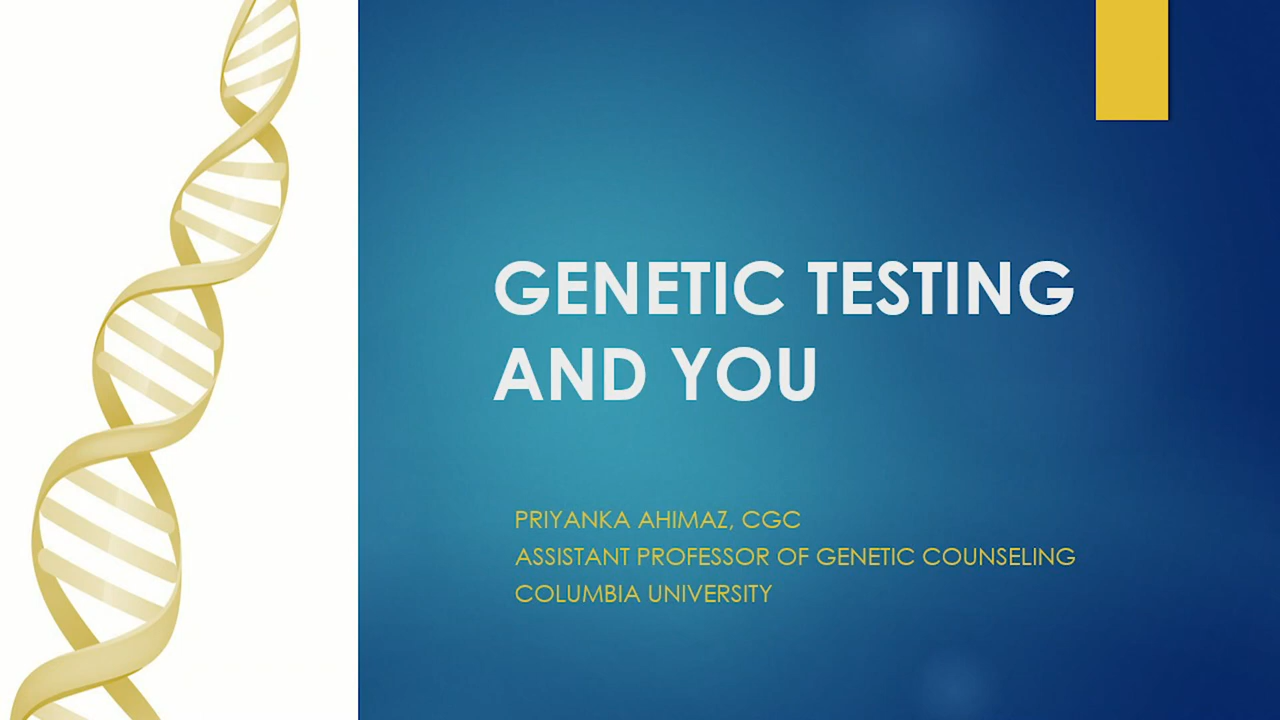 GENETIC TESTING
AND YOU
PRIYANKA AHIMAZ, CGC
ASSISTANT PROFESSOR OF GENETIC COUNSELING
COLUMBIA UNIVERSITY